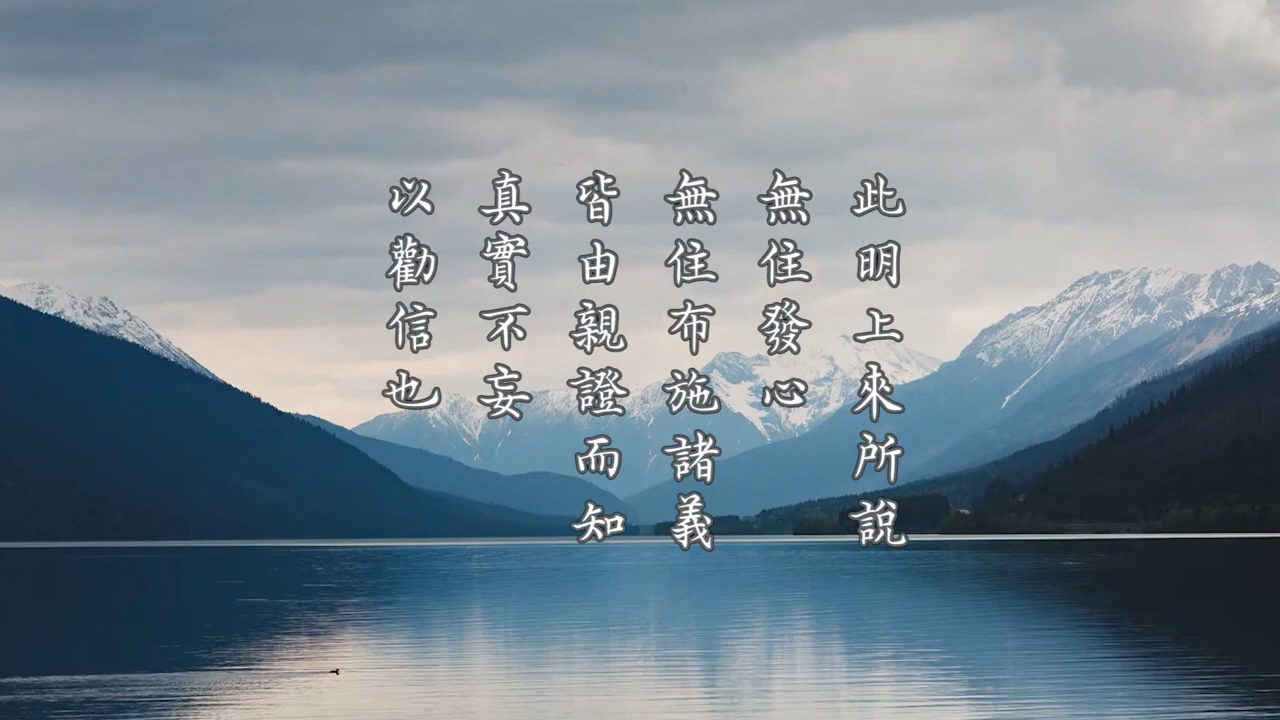 此明上來所說
無住發心
無住布施諸義
皆由親證而知
真實不妄
以勸信也